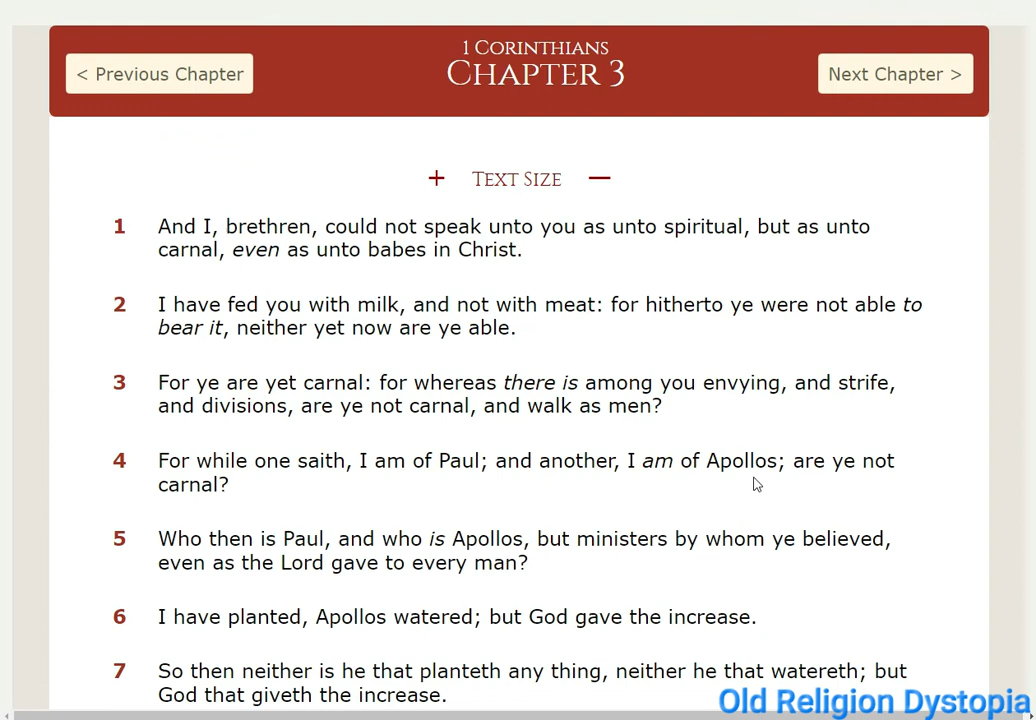 1 Corinthians
Chapter 3
< Previous Chapter
Next Chapter >
+ Text Size −
1 And I, brethren, could not speak unto you as unto spiritual, but as unto
carnal, even as unto babes in Christ.
2 I have fed you with milk, and not with meat: for hitherto ye were not able to
bear it, neither yet now are ye able.
3 For ye are yet carnal: for whereas there is among you envying, and strife,
and divisions, are ye not carnal, and walk as men?
4 For while one saith, I am of Paul; and another, I am of Apollos; are ye not
carnal?
5 Who then is Paul, and who is Apollos, but ministers by whom ye believed,
even as the Lord gave to every man?
6 I have planted, Apollos watered; but God gave the increase.
7 So then neither is he that planteth any thing, neither he that watereth; but
God that giveth the increase.
Old Religion Dystopia